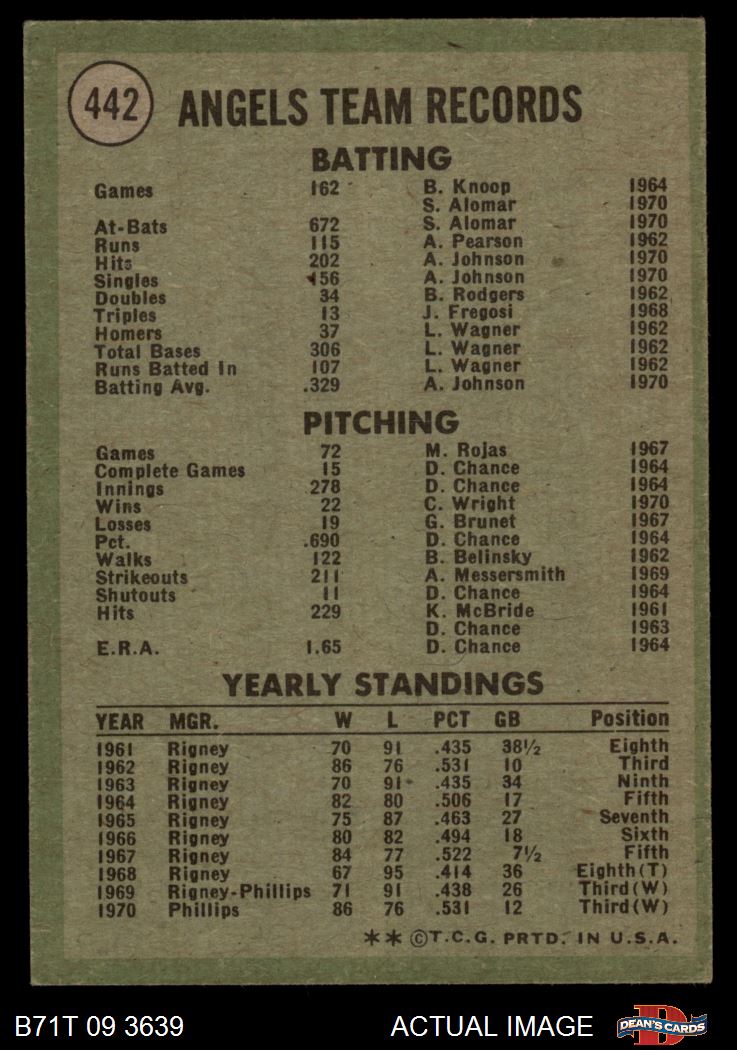 442 ANGELS TEAM RECORDS
BATTING
Games 162 B. Knoop 1964
S. Alomar 1970
At-Bats 672 S. Alomar 1970
Runs 115 A. Pearson 1962
Hits 202 A. Johnson 1970
Singles 156 A. Johnson 1970
Doubles 34 B. Rodgers 1962
Triples 13 J. Fregosi 1968
Homers 37 L. Wagner 1962
Total Bases 306 L. Wagner 1962
Runs Batted In 107 L. Wagner 1962
Batting Avg. .329 A. Johnson 1970
PITCHING
Games 72 M. Rojas 1967
Complete Games 15 D. Chance 1964
Innings 278 D. Chance 1964
Wins 22 C. Wright 1970
Losses 19 G. Brunet 1967
Pct. .690 D. Chance 1964
Walks 122 B. Belinsky 1962
Strikeouts 211 A. Messersmith 1969
Shutouts 11 D. Chance 1964
Hits 229 K. McBride 1961
D. Chance 1963
E.R.A. 1.65 D. Chance 1964
YEARLY STANDINGS
YEAR MGR. W L PCT GB Position
1961 Rigney 70 91 .435 38½ Eighth
1962 Rigney 86 76 .531 10 Third
1963 Rigney 70 91 .435 34 Ninth
1964 Rigney 82 80 .506 17 Fifth
1965 Rigney 75 87 .463 27 Seventh
1966 Rigney 80 82 .494 18 Sixth
1967 Rigney 84 77 .522 7½ Fifth
1968 Rigney 67 95 .414 36 Eighth(T)
1969 Rigney-Phillips 71 91 .438 26 Third(W)
1970 Phillips 86 76 .531 12 Third(W)
** ©T.C.G. PRTD. IN U.S.A.
B71T 09 3639 ACTUAL IMAGE D DEAN'S CARDS